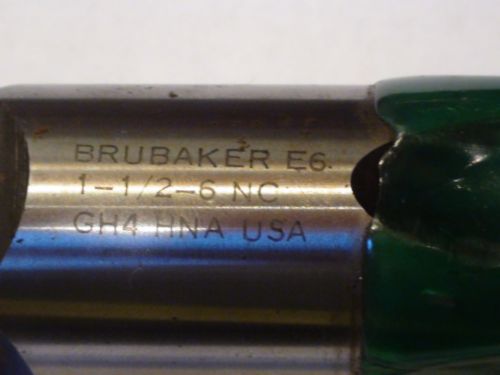 BRUBAKER E6
1-1/2-6 NC
GH4 HNA USA